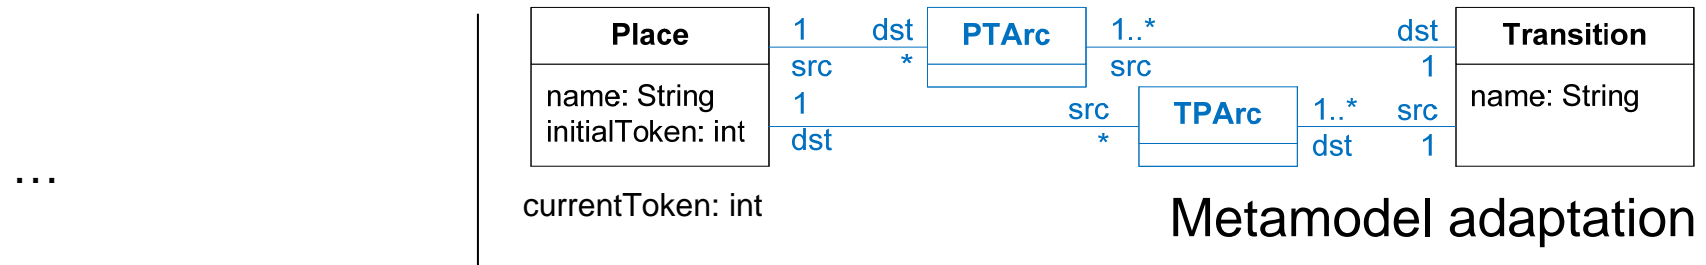 Place 1 dst PTArc 1..* dst Transition
src * src 1
name: String 1 src TPArc 1..* src name: String
initialToken: int dst * dst 1
…
currentToken: int
Metamodel adaptation